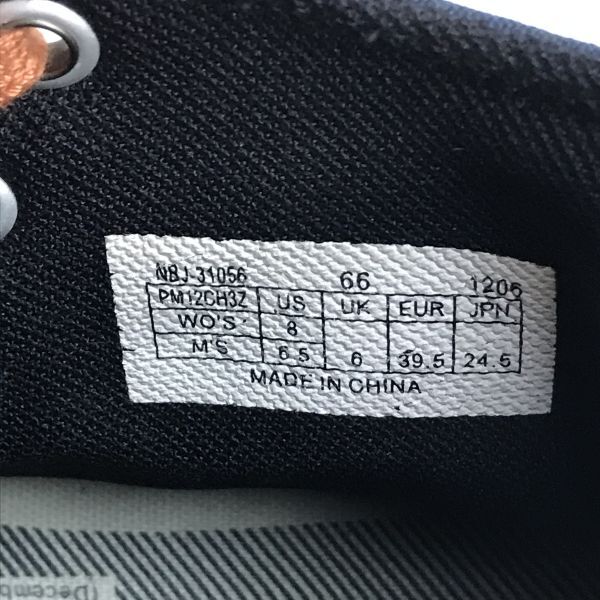 NBJ-31056 66 1206
PM12CH3Z US UK EUR JPN
WO'S 8
M'S 6.5 6 39.5 24.5
MADE IN CHINA
(Decemb